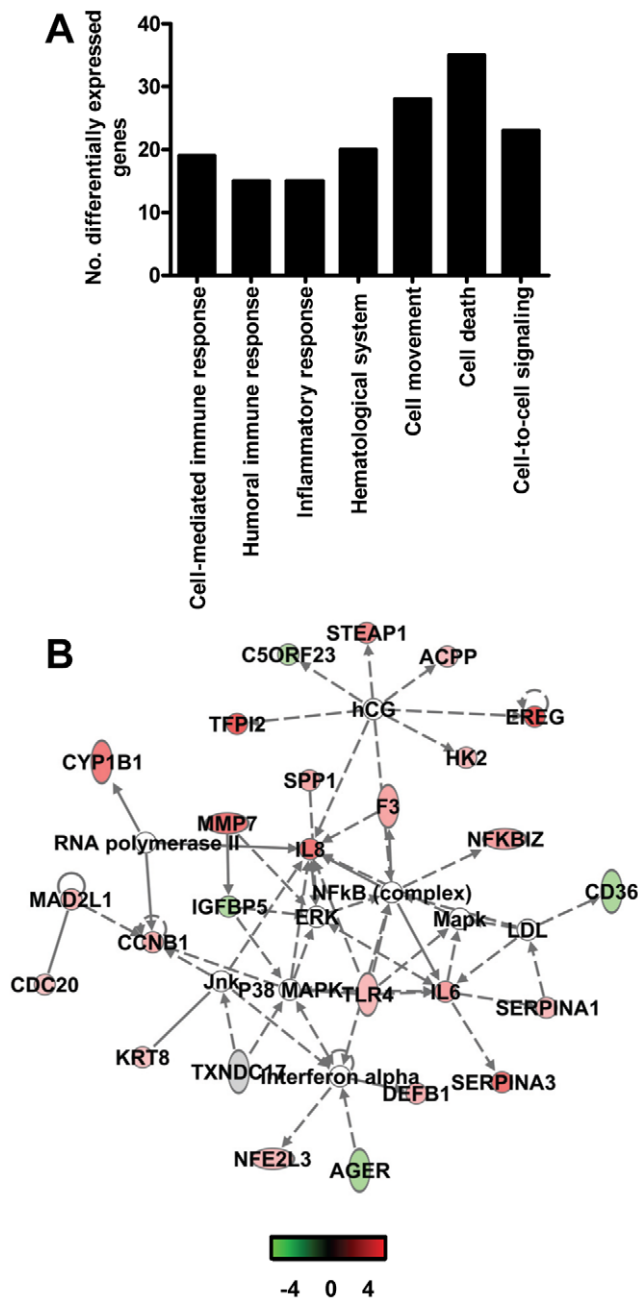 A
No. differentially expressed
genes
40
30
20
10
0
Cell-mediated immune response
Humoral immune response
Inflammatory response
Hematological system
Cell movement
Cell death
Cell-to-cell signaling
B
STEAP1
C5ORF23
ACPP
hCG
TFPI2
EREG
CYP1B1
HK2
SPP1
F3
MMP7
RNA polymerase II
IL8
NFKBIZ
MAD2L1
IGFBP5
NFkB (complex)
CD36
ERK
Mapk
LDL
CCNB1
CDC20
Jnk
P38 MAPK
TLR4
IL6
SERPINA1
KRT8
TXNDC17
Interferon alpha
DEFB1
SERPINA3
NFE2L3
AGER
-4 0 4